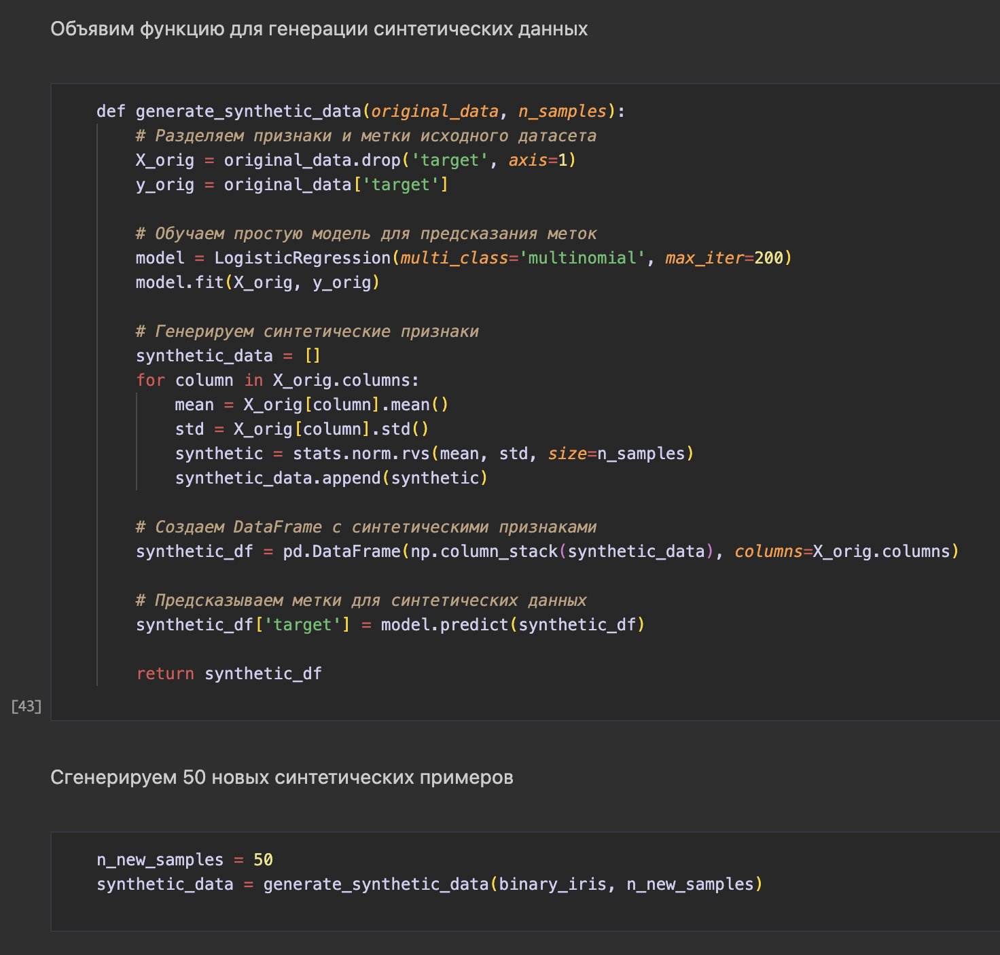 Объявим функцию для генерации синтетических данных
def generate_synthetic_data(original_data, n_samples):
# Разделяем признаки и метки исходного датасета
X_orig = original_data.drop('target', axis=1)
y_orig = original_data['target']
# Обучаем простую модель для предсказания меток
model = LogisticRegression(multi_class='multinomial', max_iter=200)
model.fit(X_orig, y_orig)
# Генерируем синтетические признаки
synthetic_data = []
for column in X_orig.columns:
mean = X_orig[column].mean()
std = X_orig[column].std()
synthetic = stats.norm.rvs(mean, std, size=n_samples)
synthetic_data.append(synthetic)
# Создаем DataFrame с синтетическими признаками
synthetic_df = pd.DataFrame(np.column_stack(synthetic_data), columns=X_orig.columns)
# Предсказываем метки для синтетических данных
synthetic_df['target'] = model.predict(synthetic_df)
return synthetic_df
[43]
Сгенерируем 50 новых синтетических примеров
n_new_samples = 50
synthetic_data = generate_synthetic_data(binary_iris, n_new_samples)